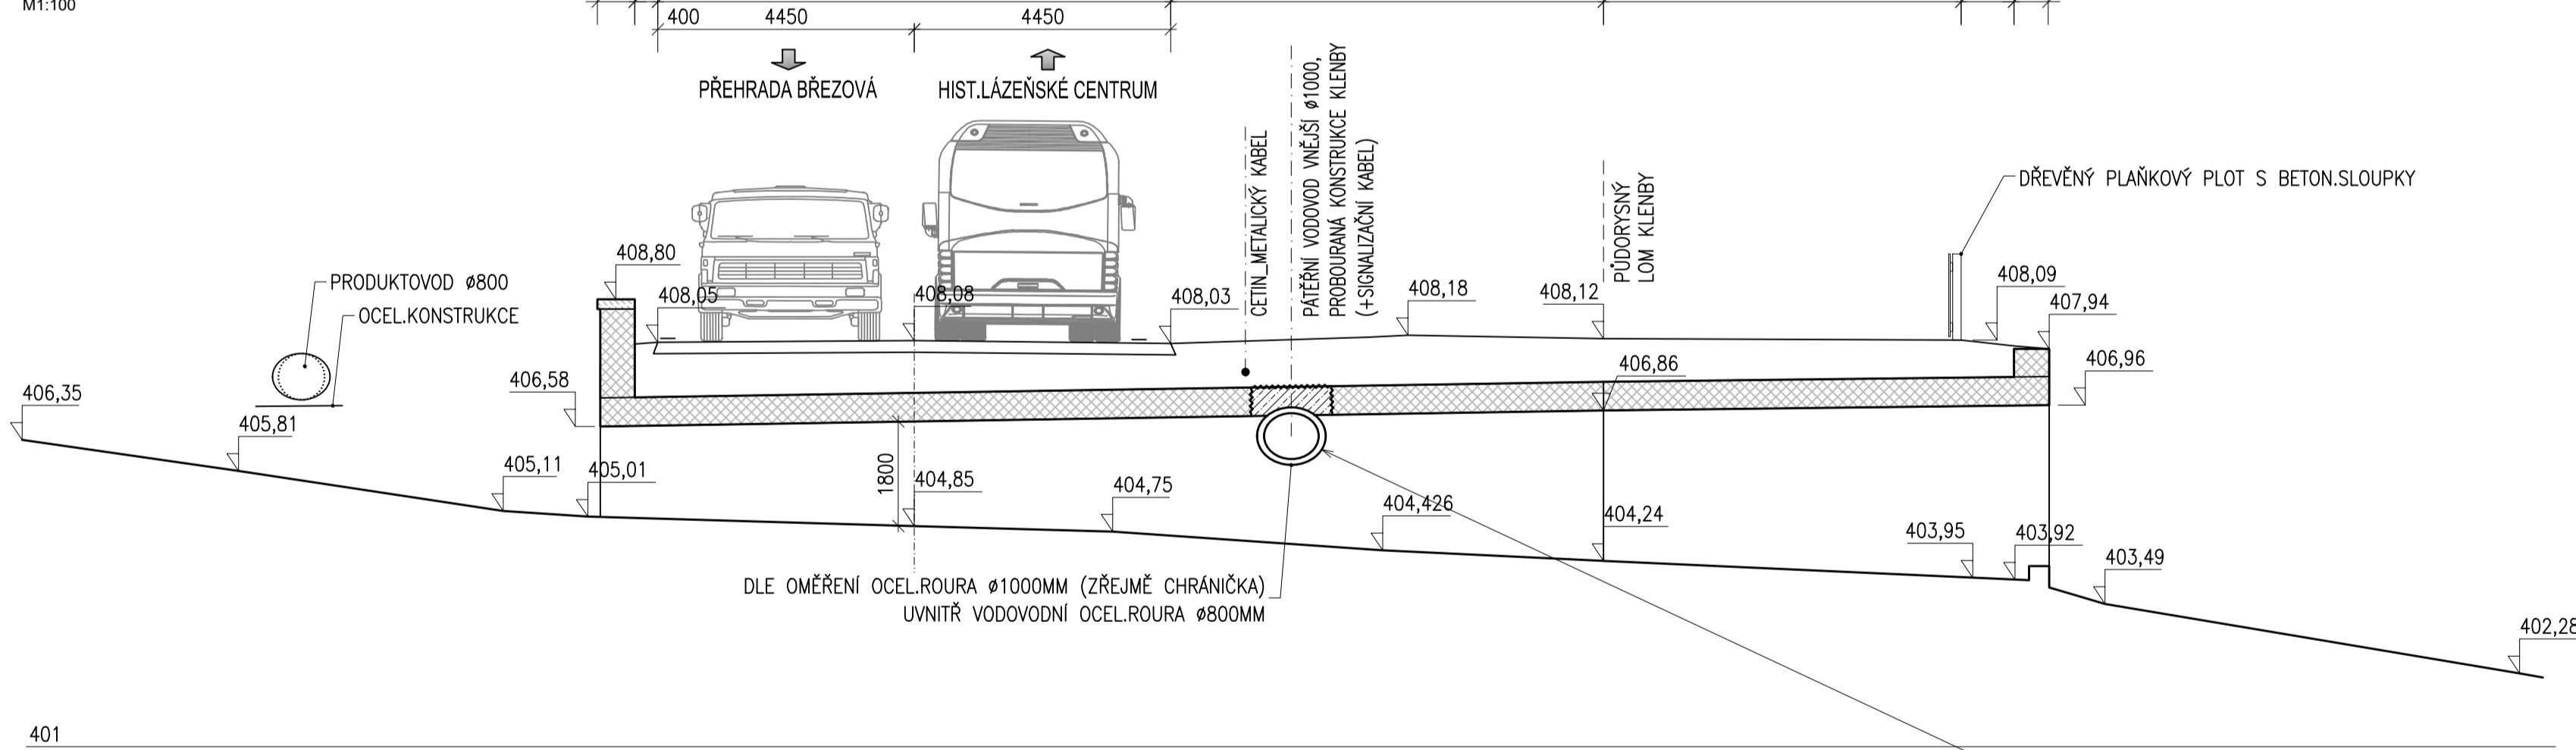 M1:100
400 4450 4450
PŘEHRADA BŘEZOVÁ
HIST.LÁZEŇSKÉ CENTRUM
CETIN_METALICKÝ KABEL
PÁTEŘNÍ VODOVOD VNĚJŠÍ ø1000,
PROBOURANÁ KONSTRUKCE KLENBY
(+SIGNALIZAČNÍ KABEL)
PŮDORYSNÝ
LOM KLENBY
DŘEVĚNÝ PLAŇKOVÝ PLOT S BETON.SLOUPKY
PRODUKTOVOD ø800
OCEL.KONSTRUKCE
408,80
408,05
408,08
408,03
408,18
408,12
408,09
407,94
406,35
405,81
406,58
406,86
406,96
405,11
405,01
1800
404,85
404,75
404,426
404,24
403,95
403,92
403,49
402,28
DLE OMĚŘENÍ OCEL.ROURA ø1000MM (ZŘEJMĚ CHRÁNIČKA)
UVNITŘ VODOVODNÍ OCEL.ROURA ø800MM
401